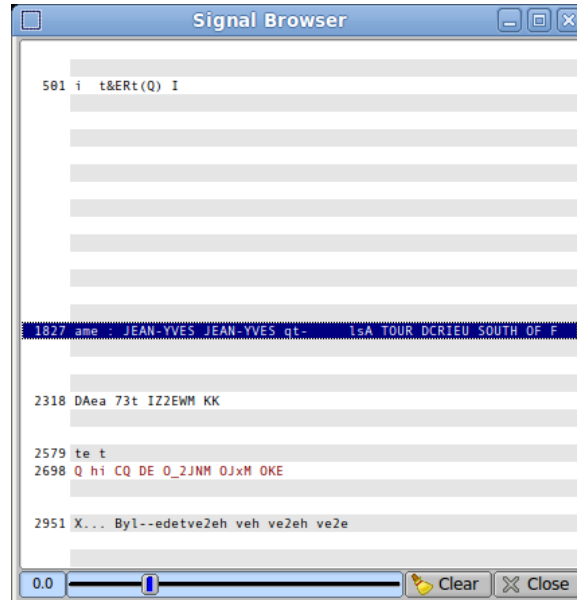 Signal Browser
501 i t&ERt(Q) I
1827 ame : JEAN-YVES JEAN-YVES qt- lsA TOUR DCRIEU SOUTH OF F
2318 DAea 73t IZ2EWM KK
2579 te t
2698 Q hi CQ DE O_2JNM OJxM OKE
2951 X... Byl--edetve2eh veh ve2eh ve2e
0.0 Clear Close